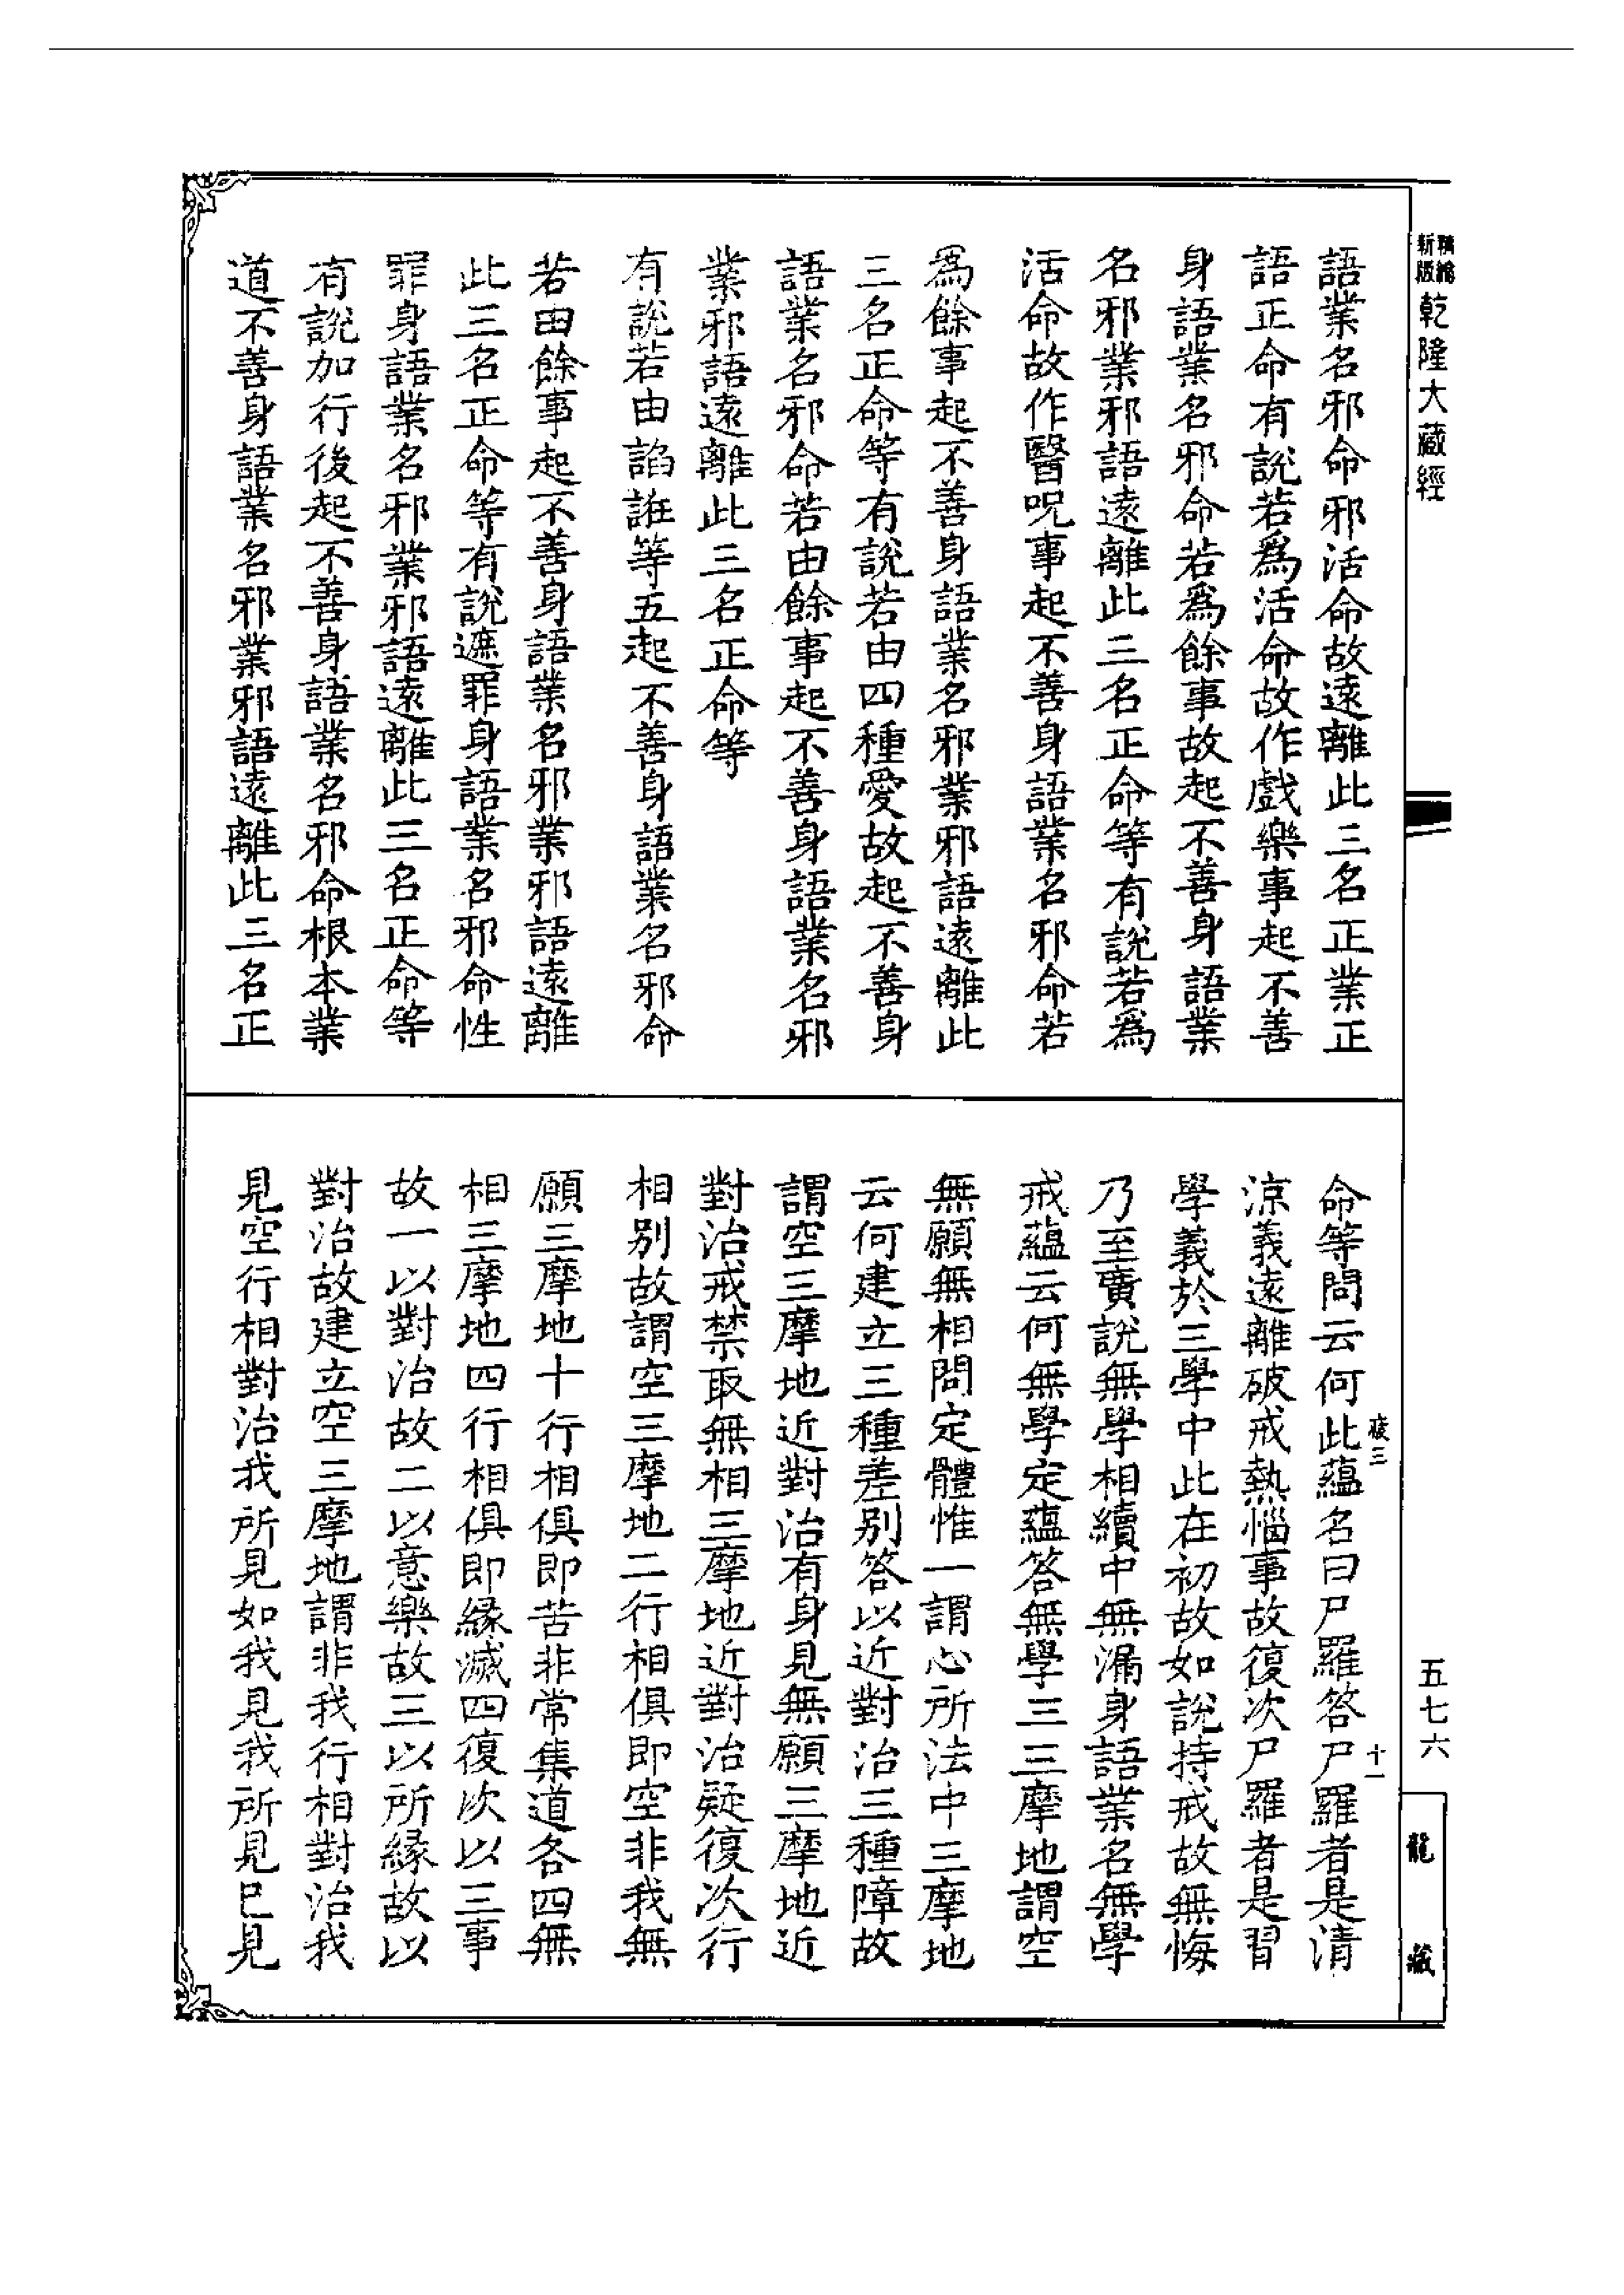 精繪
新版
乾隆大藏經
語業名邪命邪活命故遠離此三名正業正
語正命有說若爲活命故作戲樂事起不善
身語業名邪命若爲餘事故起不善身語業
名邪業邪語遠離此三名正命等有說若爲
活命故作醫呪事起不善身語業名邪命若
爲餘事起不善身語業名邪業邪語遠離此
三名正命等有說若由四種愛故起不善身
語業名邪命若由餘事起不善身語業名邪
業邪語遠離此三名正命等
有說若由諂誑等五起不善身語業名邪命
若由餘事起不善身語業名邪業邪語遠離
此三名正命等有說遮罪身語業名邪命性
罪身語業名邪業邪語遠離此三名正命等
有說加行後起不善身語業名邪命根本業
道不善身語業名邪業邪語遠離此三名正
命等問云何此蘊名曰尸羅答尸羅者是清
涼義遠離破戒熱惱事故復次尸羅者是習
學義於三學中此在初故如說持戒故無悔
乃至廣說無學相續中無漏身語業名無學
戒蘊云何無學定蘊答無學三三摩地謂空
無願無相問定體惟一謂心所法中三摩地
云何建立三種差別答以近對治三種障故
謂空三摩地近對治有身見無願三摩地近
對治戒禁取無相三摩地近對治疑復次行
相別故謂空三摩地二行相俱即空非我無
願三摩地十行相俱即苦非常集道各四無
相三摩地四行相俱即緣滅四復次以三事
故一以對治故二以意樂故三以所緣故以
對治故建立空三摩地謂非我行相對治我
見空行相對治我所見如我見我所見已見
三
十一
五七六
龍藏